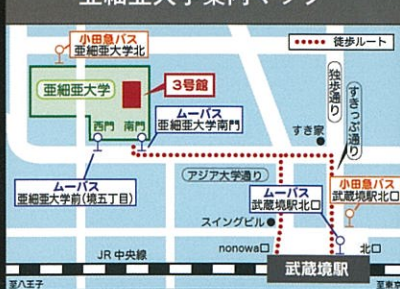 亜細亜大学案内マップ
小田急バス
亜細亜大学北
徒歩ルート
亜細亜大学
3号館
独歩通り
すきっぷ通り
ムーバス
亜細亜大学南門
西門
南門
すき家
アジア大学通り
ムーバス
亜細亜大学前(境五丁目)
ムーバス
武蔵境駅北口
小田急バス
武蔵境駅北口
スイングビル
nonowa口
北口
JR 中央線
武蔵境駅
至八王子
至東京